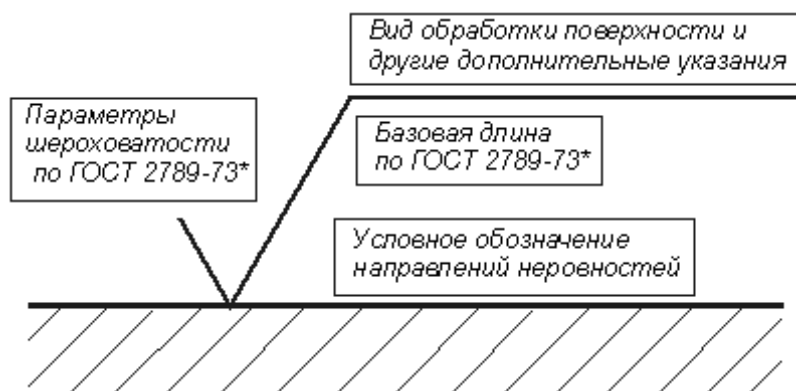 Вид обработки поверхности и
другие дополнительные указания
Параметры
шероховатости
по ГОСТ 2789-73*
Базовая длина
по ГОСТ 2789-73*
Условное обозначение
направлений неровностей